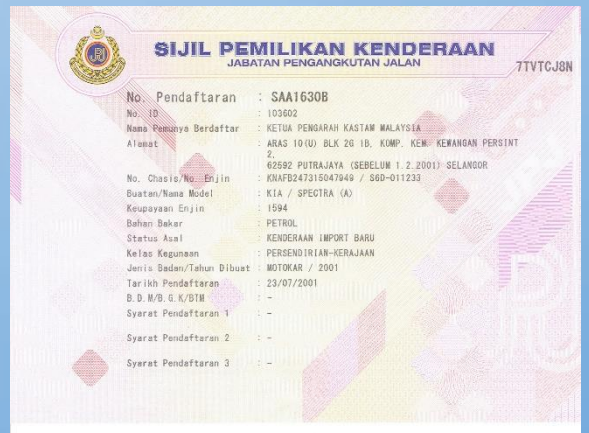 SIJIL PEMILIKAN KENDERAAN
JABATAN PENGANGKUTAN JALAN
7TVTCJ8N
No. Pendaftaran : SAA1630B
No. ID : 103602
Nama Pemunya Berdaftar : KETUA PENGARAH KASTAM MALAYSIA
Alamat : ARAS 10(U) BLK 2G 1B, KOMP. KEM. KEWANGAN PERSINT
2,
62592 PUTRAJAYA (SEBELUM 1.2.2001) SELANGOR
No. Chasis/No. Enjin : KNAFB247315047949 / S6D-011233
Buatan/Nama Model : KIA / SPECTRA (A)
Keupayaan Enjin : 1594
Bahan Bakar : PETROL
Status Asal : KENDERAAN IMPORT BARU
Kelas Kegunaan : PERSENDIRIAN-KERAJAAN
Jenis Badan/Tahun Dibuat : MOTOKAR / 2001
Tarikh Pendaftaran : 23/07/2001
B.D.M/B.G.K/BTM : -
Syarat Pendaftaran 1 : -
Syarat Pendaftaran 2 : -
Syarat Pendaftaran 3 : -